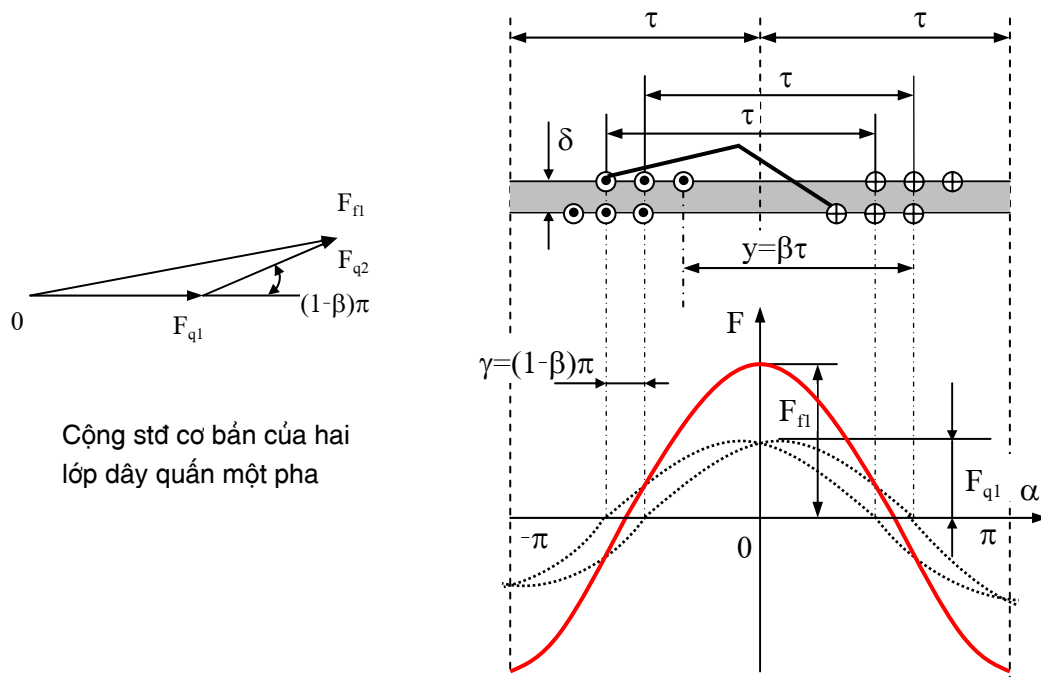 τ
τ
τ
τ
δ
y=βτ
F_f1
F_q2
(1-β)π
0
F_q1
F
γ=(1-β)π
F_f1
F_q1
α
-π
0
π
Cộng stđ cơ bản của hai
lớp dây quấn một pha